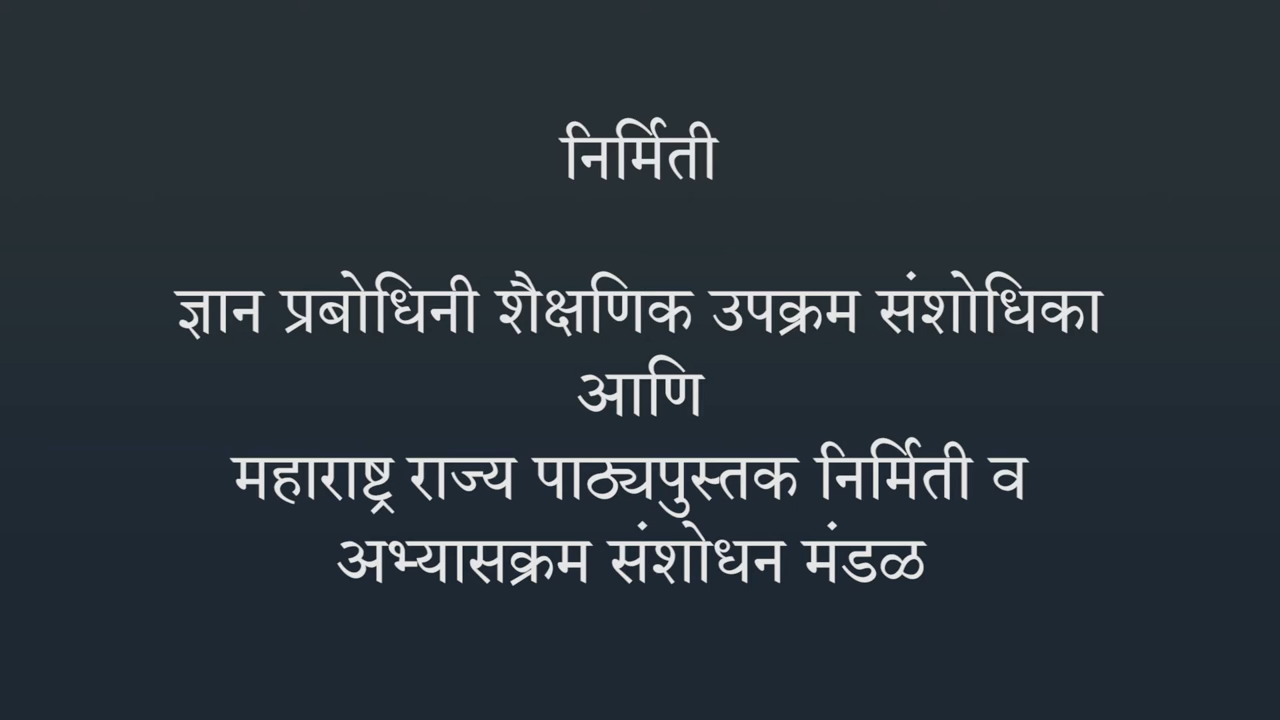 निर्मिती
ज्ञान प्रबोधिनी शैक्षणिक उपक्रम संशोधिका
आणि
महाराष्ट्र राज्य पाठ्यपुस्तक निर्मिती व
अभ्यासक्रम संशोधन मंडळ